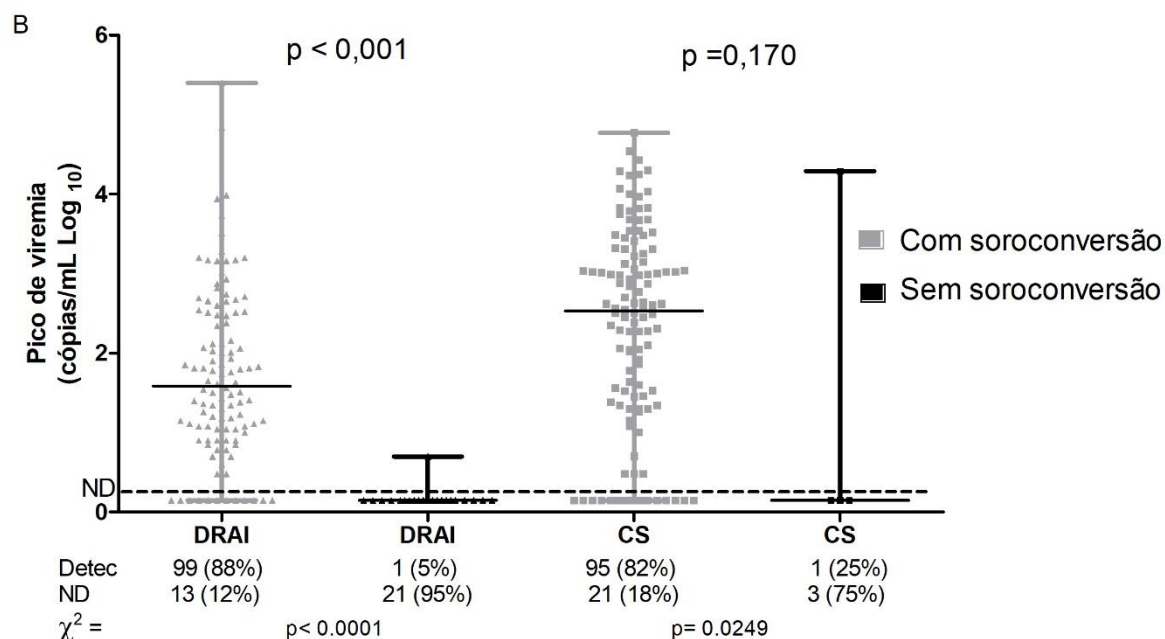 B
6
p < 0,001
p =0,170
4
Pico de viremia
(cópias/mL Log 10)
Com soroconversão
Sem soroconversão
2
ND
0
DRAI DRAI CS CS
Detec 99 (88%) 1 (5%) 95 (82%) 1 (25%)
ND 13 (12%) 21 (95%) 21 (18%) 3 (75%)
χ2 = p< 0.0001 p= 0.0249